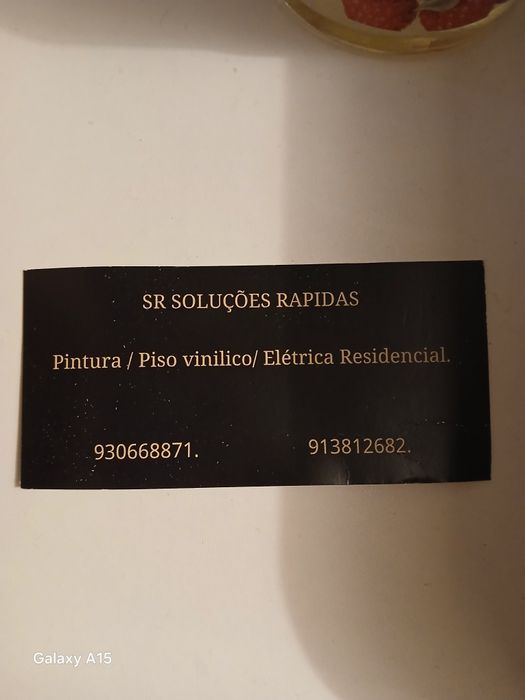 SR SOLUÇÕES RAPIDAS
Pintura / Piso vinilico/ Elétrica Residencial.
930668871. 913812682.
Galaxy A15